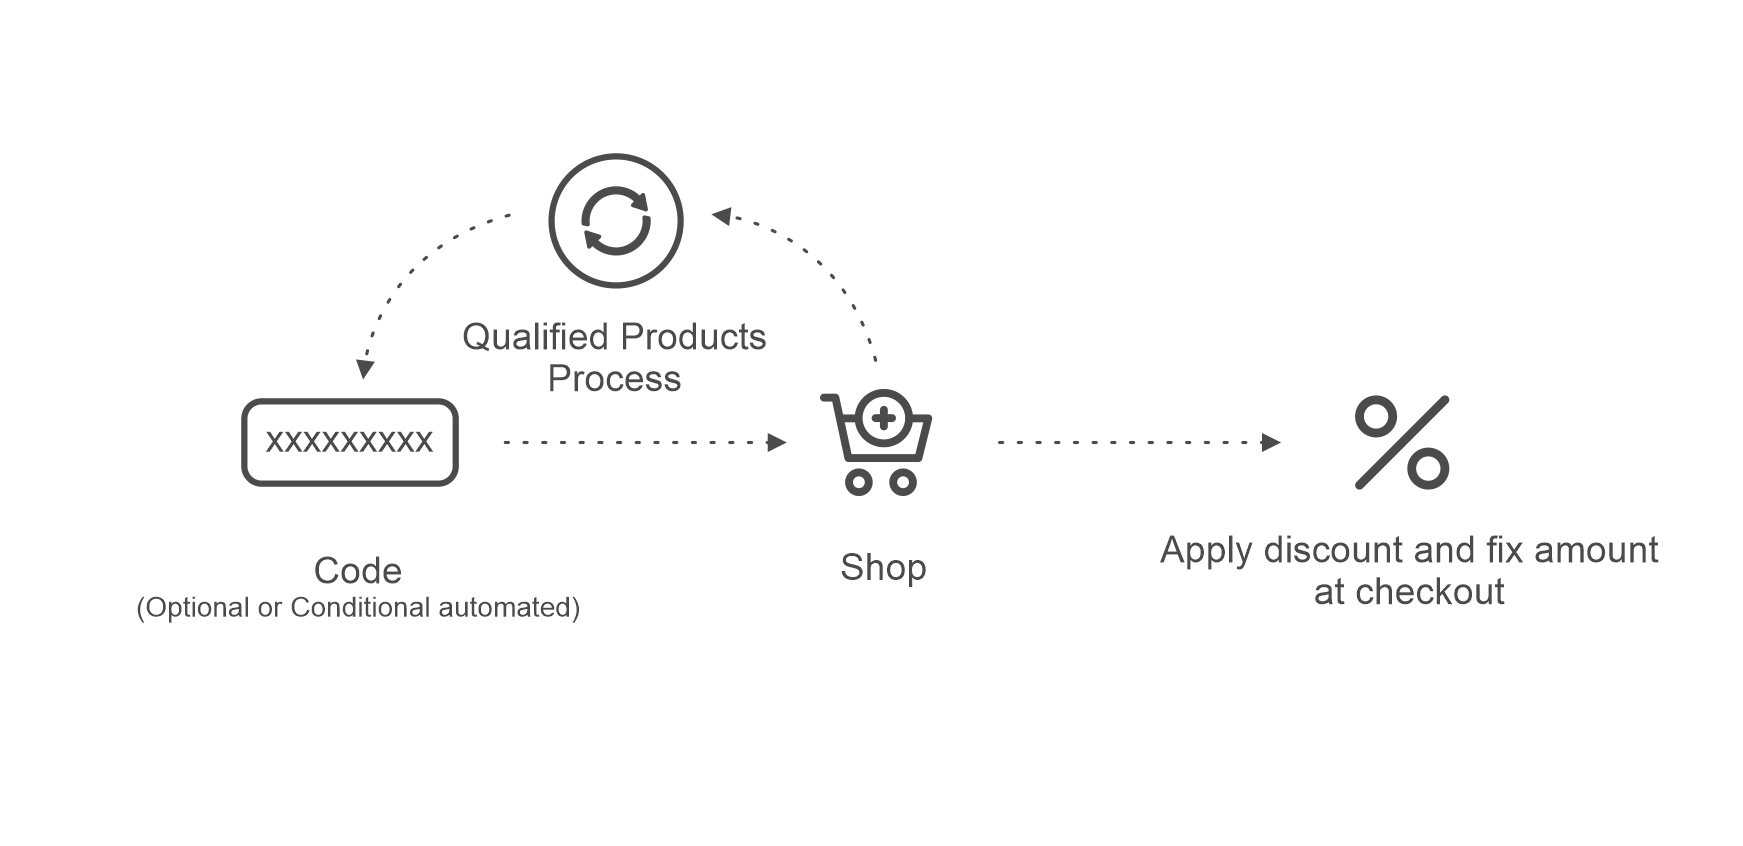 Qualified Products
Process
xxxxxxxxx
Code
(Optional or Conditional automated)
Shop
Apply discount and fix amount
at checkout